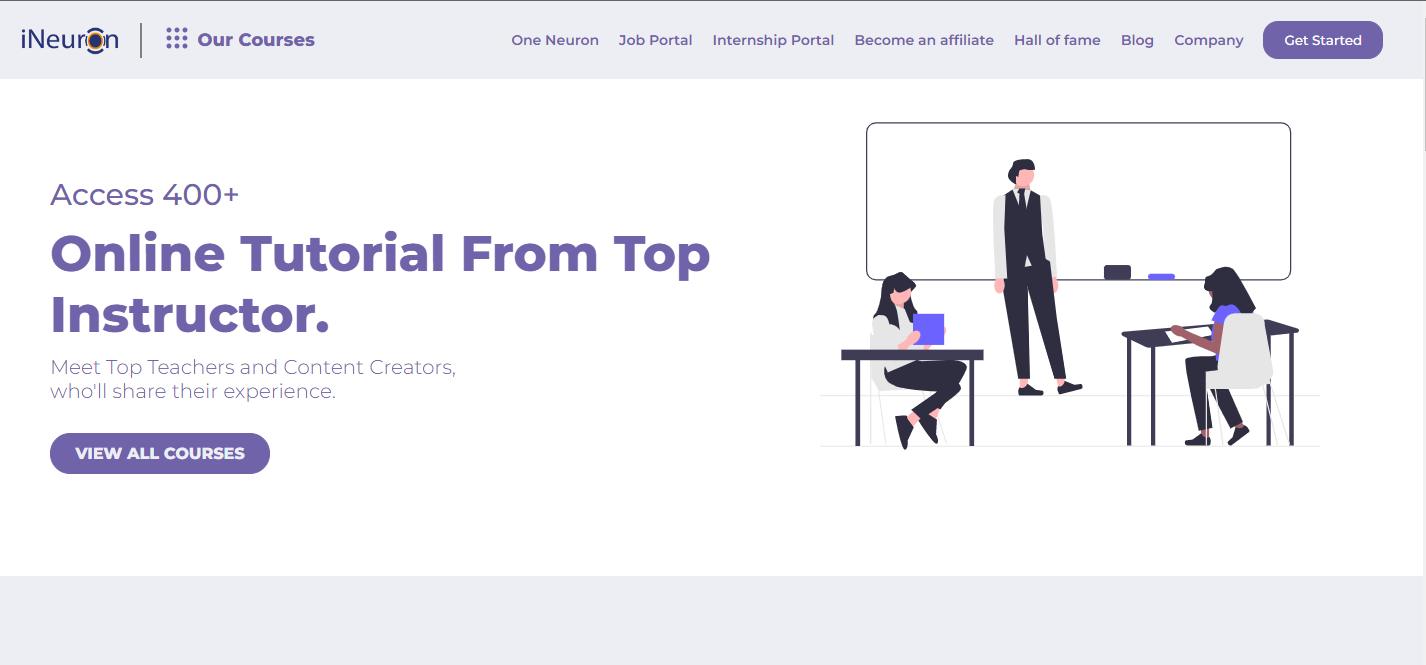 iNeuron
Our Courses
One Neuron
Job Portal
Internship Portal
Become an affiliate
Hall of fame
Blog
Company
Get Started
Access 400+
Online Tutorial From Top
Instructor.
Meet Top Teachers and Content Creators,
who'll share their experience.
VIEW ALL COURSES